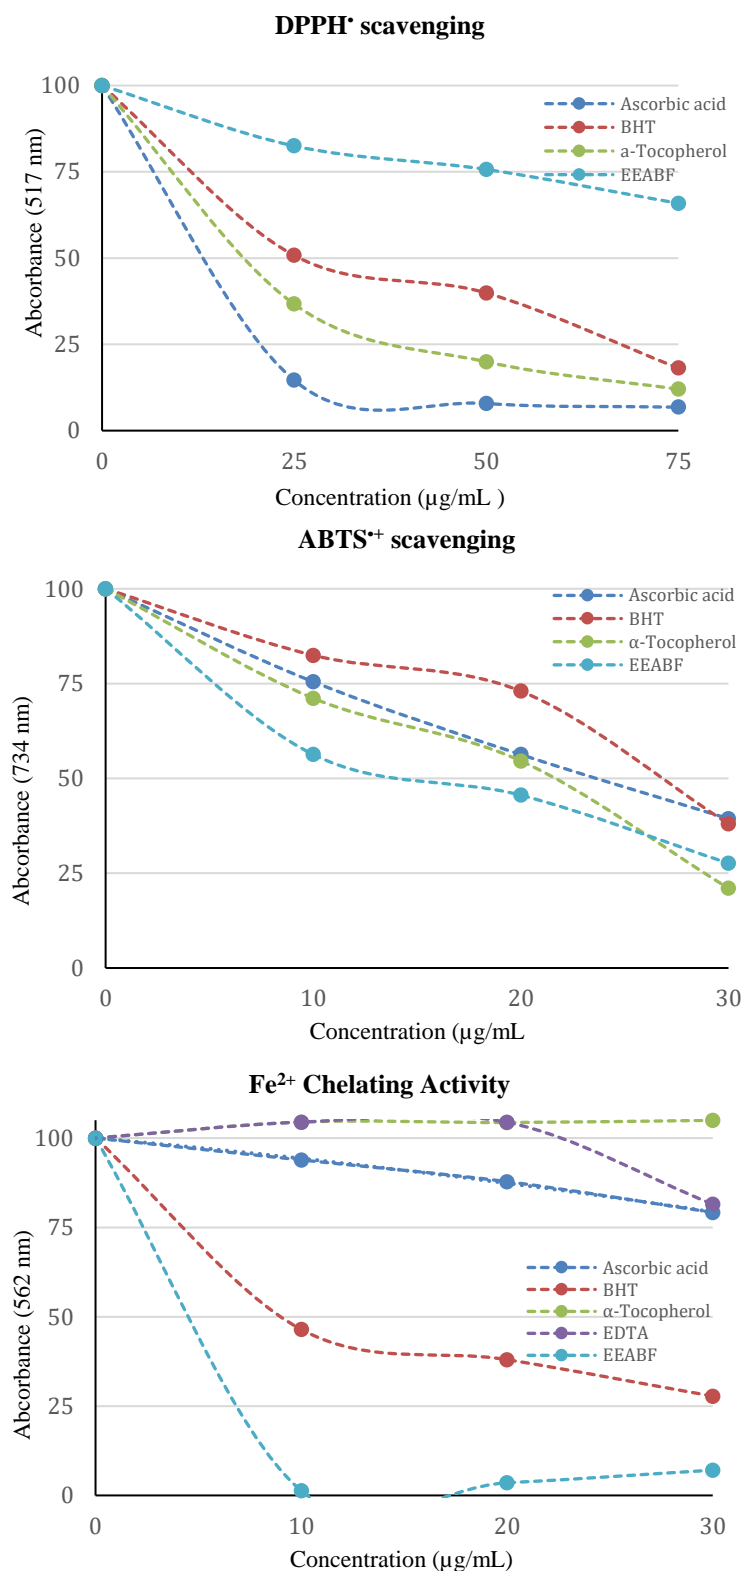 DPPH• scavenging
100
75
50
25
0
Abcorbance (517 nm)
Ascorbic acid
BHT
a-Tocopherol
EEABF
0 25 50 75
Concentration (µg/mL )
ABTS•+ scavenging
100
75
50
25
0
Absorbance (734 nm)
Ascorbic acid
BHT
α-Tocopherol
EEABF
0 10 20 30
Concentration (µg/mL
Fe2+ Chelating Activity
100
75
50
25
0
Abcorbance (562 nm)
Ascorbic acid
BHT
α-Tocopherol
EDTA
EEABF
0 10 20 30
Concentration (µg/mL)